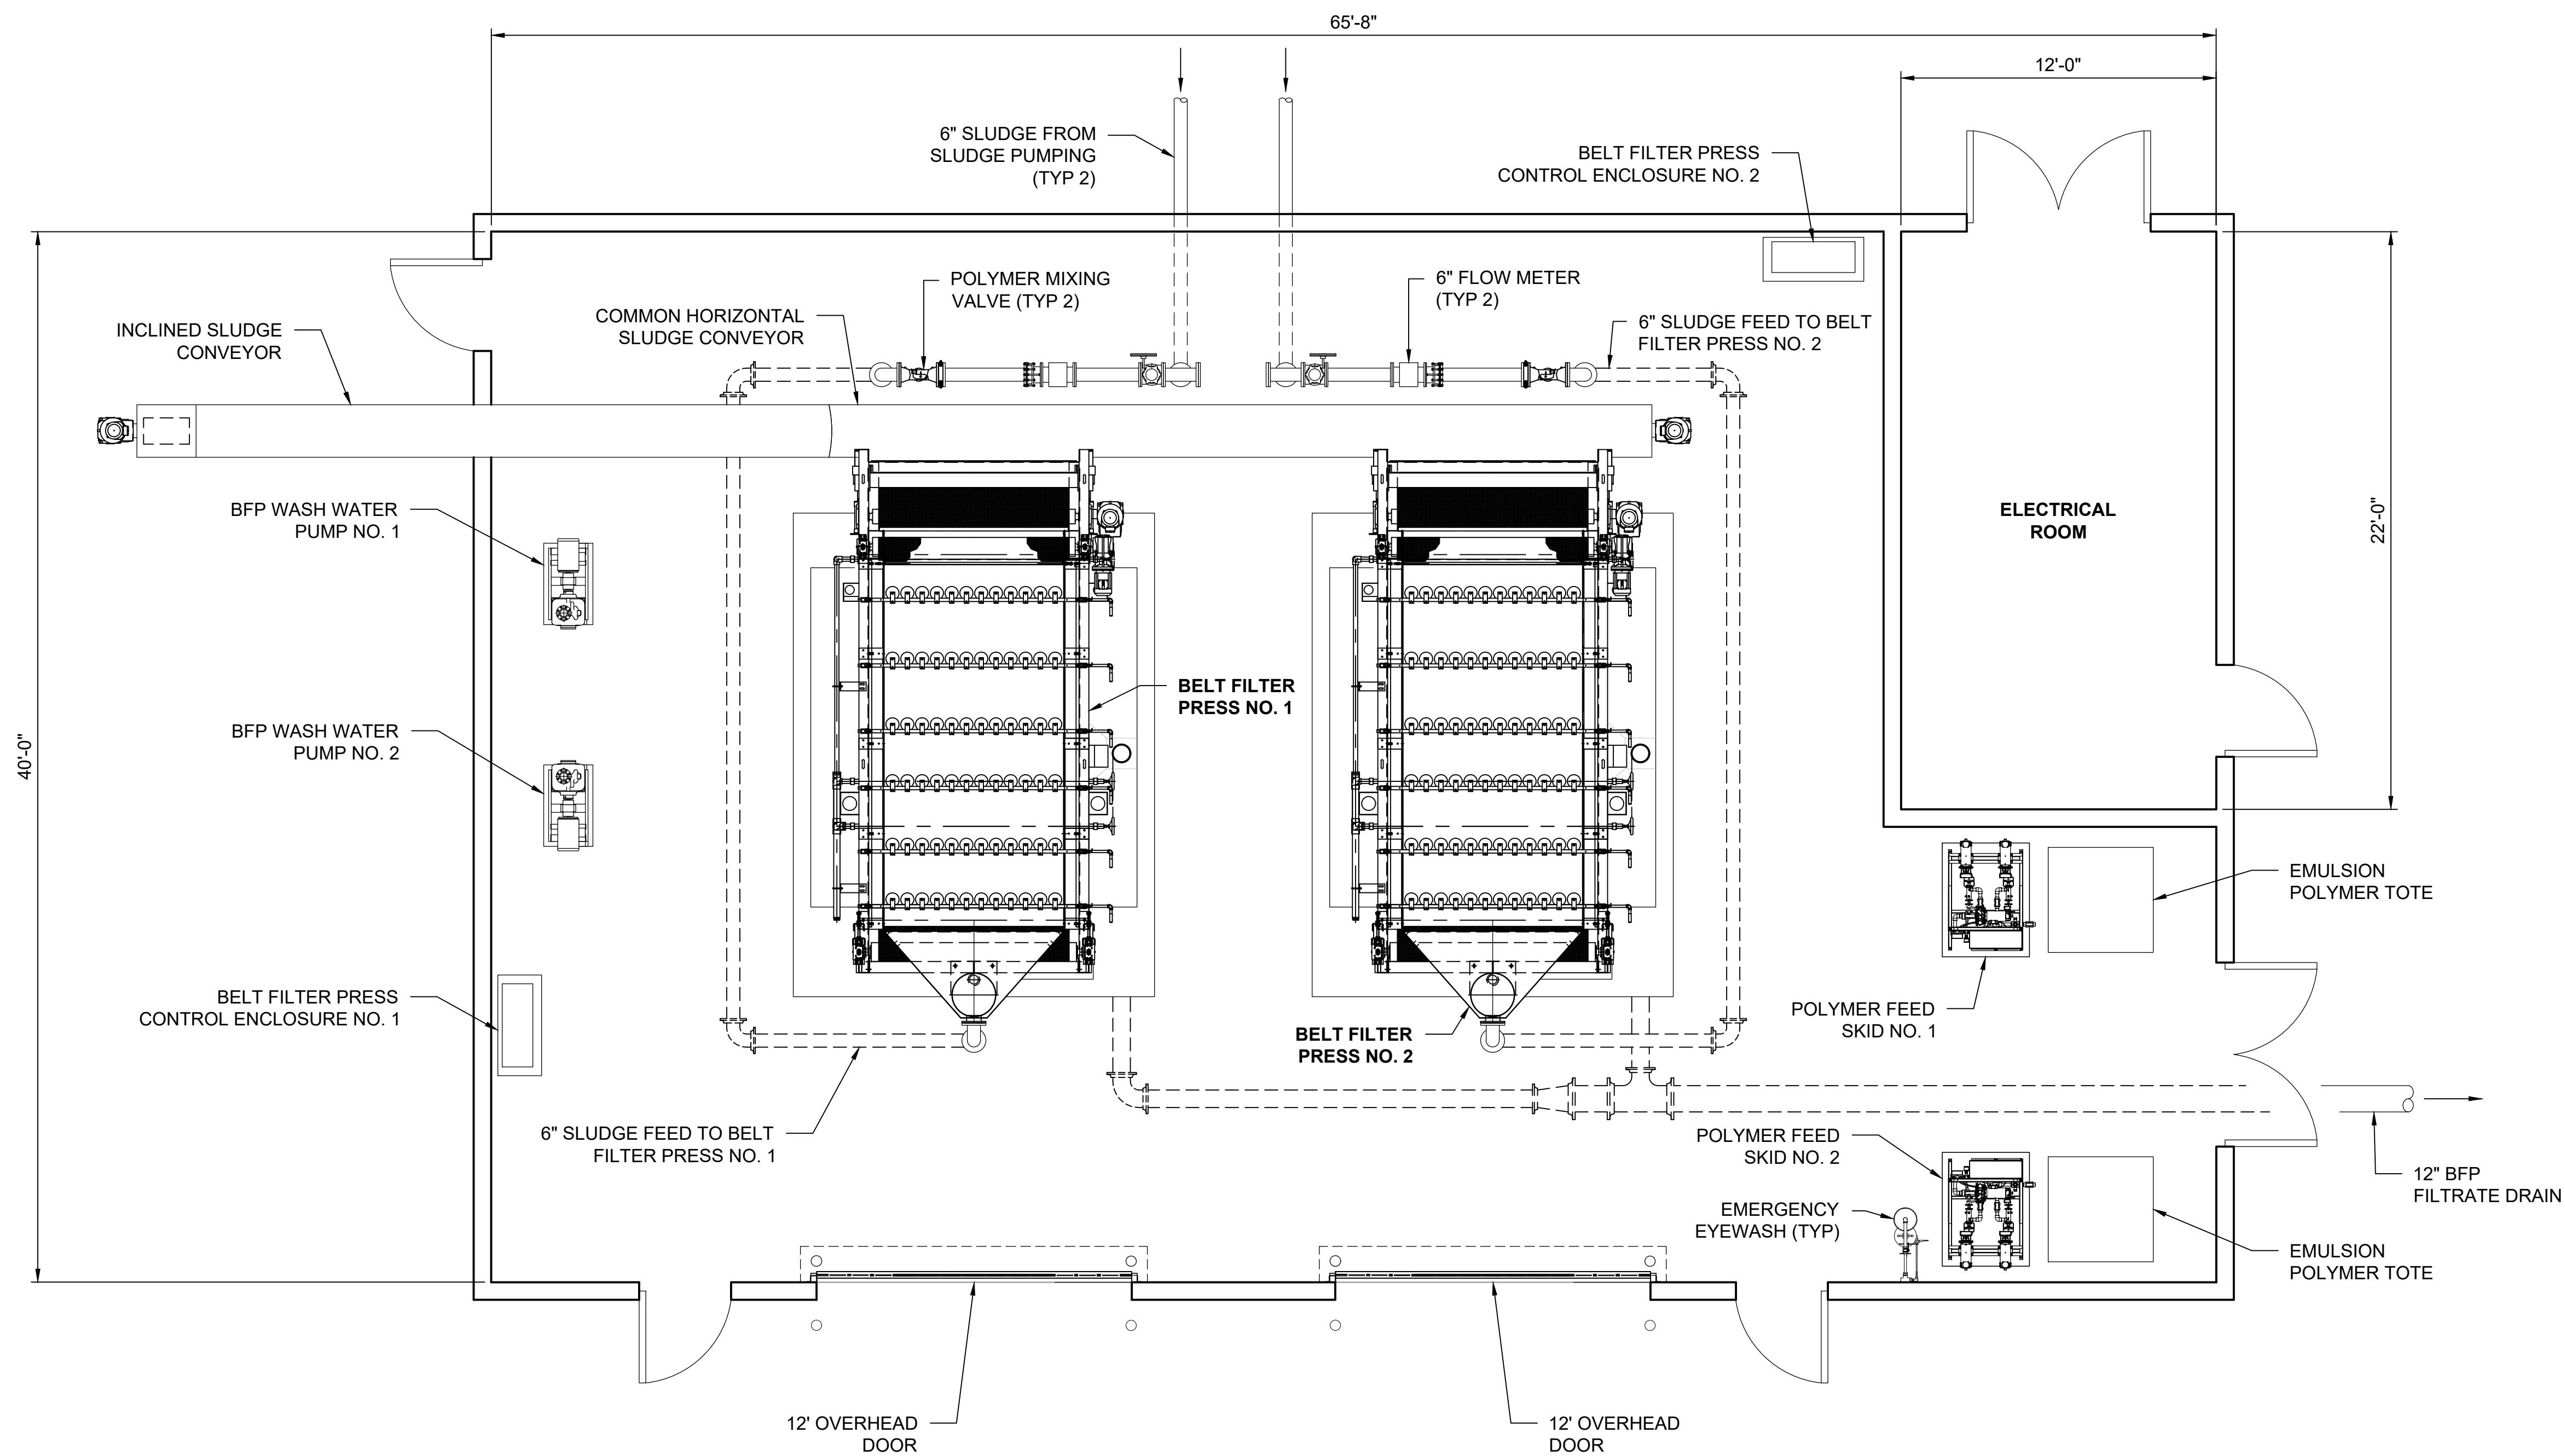 65'-8"
12'-0"
6" SLUDGE FROM
SLUDGE PUMPING
(TYP 2)
BELT FILTER PRESS
CONTROL ENCLOSURE NO. 2
POLYMER MIXING
VALVE (TYP 2)
6" FLOW METER
(TYP 2)
COMMON HORIZONTAL
SLUDGE CONVEYOR
6" SLUDGE FEED TO BELT
FILTER PRESS NO. 2
INCLINED SLUDGE
CONVEYOR
BFP WASH WATER
PUMP NO. 1
ELECTRICAL
ROOM
22'-0"
BELT FILTER
PRESS NO. 1
BFP WASH WATER
PUMP NO. 2
40'-0"
EMULSION
POLYMER TOTE
BELT FILTER PRESS
CONTROL ENCLOSURE NO. 1
POLYMER FEED
SKID NO. 1
BELT FILTER
PRESS NO. 2
6" SLUDGE FEED TO BELT
FILTER PRESS NO. 1
POLYMER FEED
SKID NO. 2
12" BFP
FILTRATE DRAIN
EMERGENCY
EYEWASH (TYP)
EMULSION
POLYMER TOTE
12' OVERHEAD
DOOR
12' OVERHEAD
DOOR